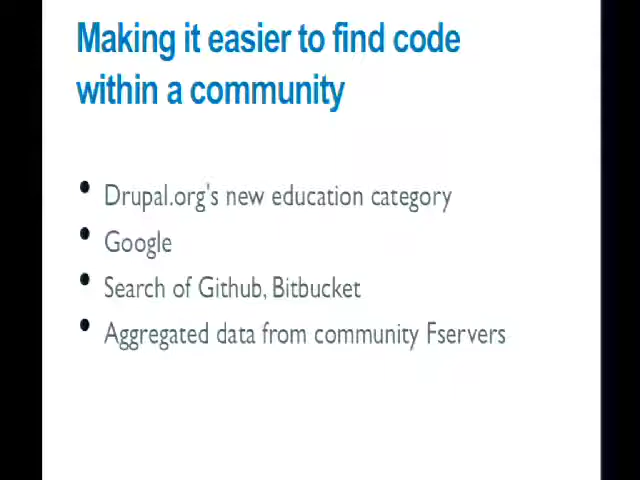 Making it easier to find code
within a community
• Drupal.org's new education category
• Google
• Search of Github, Bitbucket
• Aggregated data from community Fservers